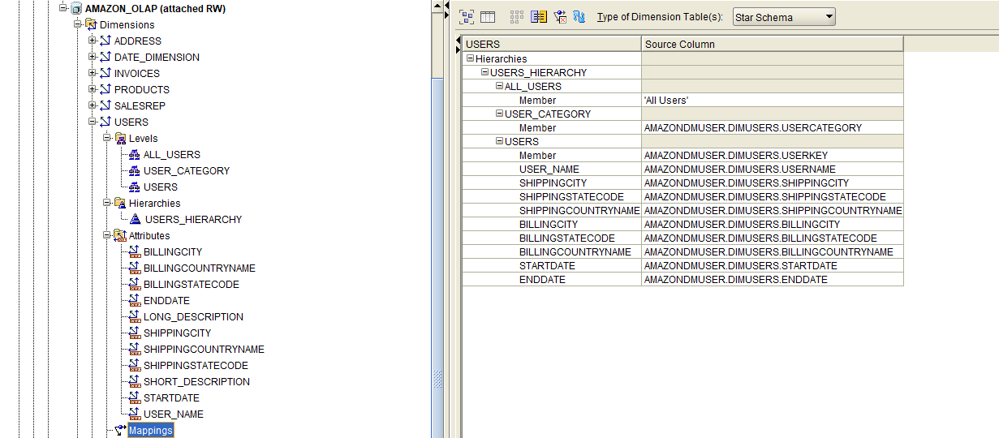 AMAZON_OLAP (attached RW)
Dimensions
ADDRESS
DATE_DIMENSION
INVOICES
PRODUCTS
SALESREP
USERS
Levels
ALL_USERS
USER_CATEGORY
USERS
Hierarchies
USERS_HIERARCHY
Attributes
BILLINGCITY
BILLINGCOUNTRYNAME
BILLINGSTATECODE
ENDDATE
LONG_DESCRIPTION
SHIPPINGCITY
SHIPPINGCOUNTRYNAME
SHIPPINGSTATECODE
SHORT_DESCRIPTION
STARTDATE
USER_NAME
Mappings
Type of Dimension Table(s): Star Schema
USERS Source Column
Hierarchies
USERS_HIERARCHY
ALL_USERS
Member 'All Users'
USER_CATEGORY
Member AMAZONDMUSER.DIMUSERS.USERCATEGORY
USERS
Member AMAZONDMUSER.DIMUSERS.USERKEY
USER_NAME AMAZONDMUSER.DIMUSERS.USERNAME
SHIPPINGCITY AMAZONDMUSER.DIMUSERS.SHIPPINGCITY
SHIPPINGSTATECODE AMAZONDMUSER.DIMUSERS.SHIPPINGSTATECODE
SHIPPINGCOUNTRYNAME AMAZONDMUSER.DIMUSERS.SHIPPINGCOUNTRYNAME
BILLINGCITY AMAZONDMUSER.DIMUSERS.BILLINGCITY
BILLINGSTATECODE AMAZONDMUSER.DIMUSERS.BILLINGSTATECODE
BILLINGCOUNTRYNAME AMAZONDMUSER.DIMUSERS.BILLINGCOUNTRYNAME
STARTDATE AMAZONDMUSER.DIMUSERS.STARTDATE
ENDDATE AMAZONDMUSER.DIMUSERS.ENDDATE